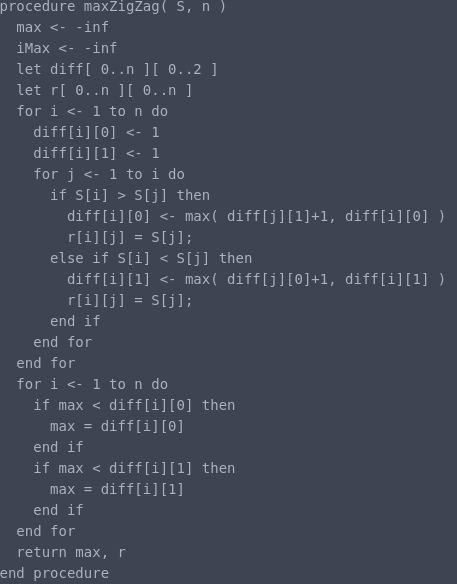 procedure maxZigZag( S, n )
  max <- -inf
  iMax <- -inf
  let diff[ 0..n ][ 0..2 ]
  let r[ 0..n ][ 0..n ]
  for i <- 1 to n do
    diff[i][0] <- 1
    diff[i][1] <- 1
    for j <- 1 to i do
      if S[i] > S[j] then
        diff[i][0] <- max( diff[j][1]+1, diff[i][0] )
        r[i][j] = S[j];
      else if S[i] < S[j] then
        diff[i][1] <- max( diff[j][0]+1, diff[i][1] )
        r[i][j] = S[j];
      end if
    end for
  end for
  for i <- 1 to n do
    if max < diff[i][0] then
      max = diff[i][0]
    end if
    if max < diff[i][1] then
      max = diff[i][1]
    end if
  end for
  return max, r
end procedure